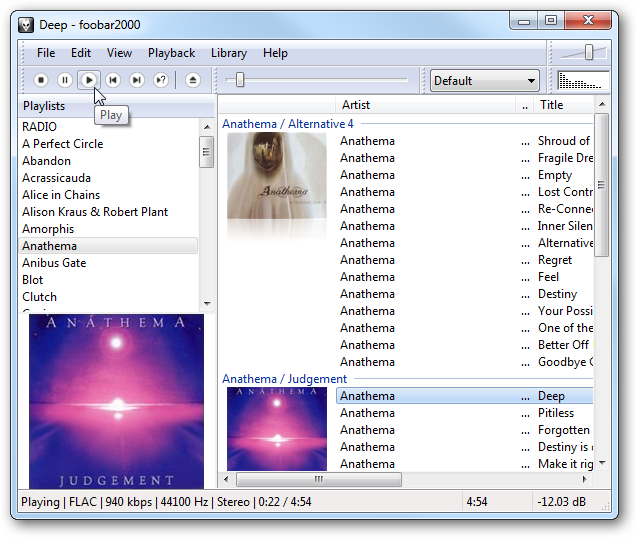 Deep - foobar2000
File Edit View Playback Library Help
Default
Playlists
Play
RADIO
A Perfect Circle
Abandon
Acrassicauda
Alice in Chains
Alison Kraus & Robert Plant
Amorphis
Anathema
Anibus Gate
Blot
Clutch
ANATHEMA
JUDGEMENT
Artist .. Title
Anathema / Alternative 4
Anathema
Anathema ... Shroud of
Anathema ... Fragile Dre
Anathema ... Empty
Anathema ... Lost Contr
Anathema ... Re-Connec
Anathema ... Inner Silen
Anathema ... Alternative
Anathema ... Regret
Anathema ... Feel
Anathema ... Destiny
Anathema ... Your Possi
Anathema ... One of the
Anathema ... Better Off
Anathema ... Goodbye C
Anathema / Judgement
ANATHEMA
JUDGEMENT
Anathema ... Deep
Anathema ... Pitiless
Anathema ... Forgotten
Anathema ... Destiny is
Anathema ... Make it rig
Playing | FLAC | 940 kbps | 44100 Hz | Stereo | 0:22 / 4:54 4:54 -12.03 dB